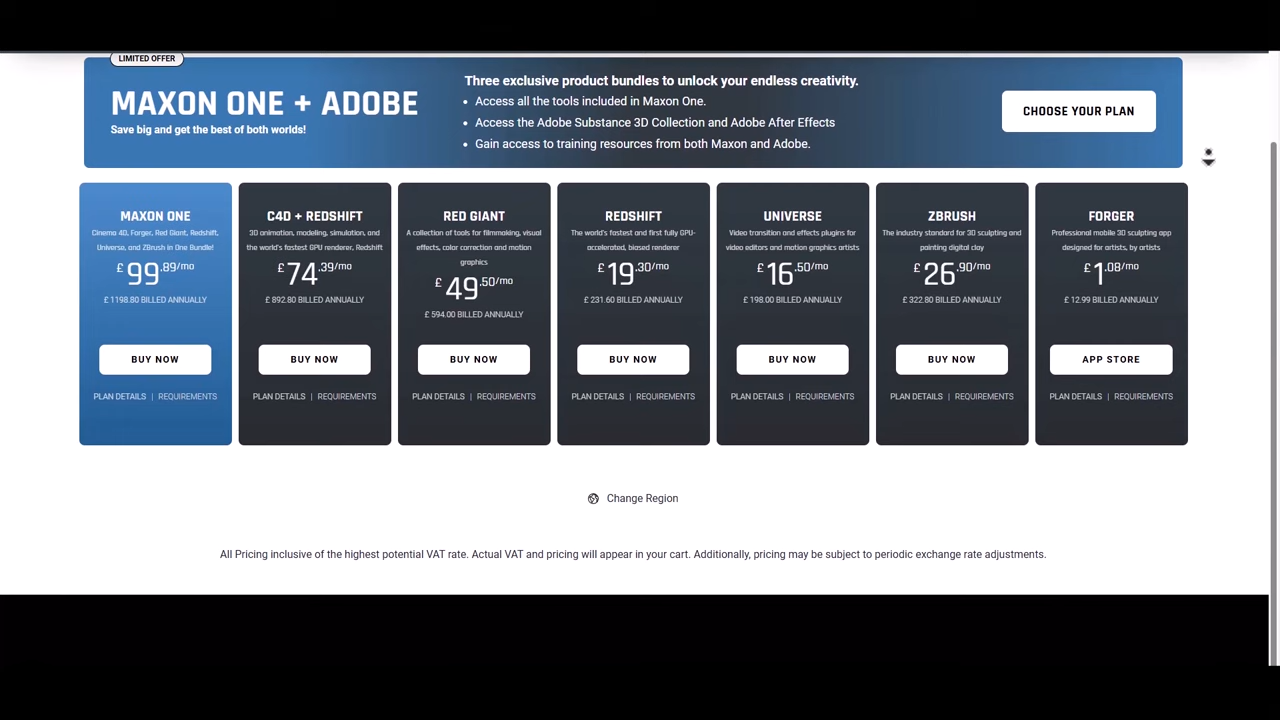 LIMITED OFFER
MAXON ONE + ADOBE
Save big and get the best of both worlds!
Three exclusive product bundles to unlock your endless creativity.
• Access all the tools included in Maxon One.
• Access the Adobe Substance 3D Collection and Adobe After Effects
• Gain access to training resources from both Maxon and Adobe.
CHOOSE YOUR PLAN
MAXON ONE
Cinema 4D, Forger, Red Giant, Redshift,
Universe, and ZBrush in One Bundle!
£99.89/mo
£ 1198.80 BILLED ANNUALLY
BUY NOW
PLAN DETAILS | REQUIREMENTS
C4D + REDSHIFT
3D animation, modeling, simulation, and
the world's fastest GPU renderer, Redshift
£74.39/mo
£ 892.80 BILLED ANNUALLY
BUY NOW
PLAN DETAILS | REQUIREMENTS
RED GIANT
A collection of tools for filmmaking, visual
effects, color correction and motion
graphics
£49.50/mo
£ 594.00 BILLED ANNUALLY
BUY NOW
PLAN DETAILS | REQUIREMENTS
REDSHIFT
The world's fastest and first fully GPU-
accelerated, biased renderer
£19.30/mo
£ 231.60 BILLED ANNUALLY
BUY NOW
PLAN DETAILS | REQUIREMENTS
UNIVERSE
Video transition and effects plugins for
video editors and motion graphics artists
£16.50/mo
£ 198.00 BILLED ANNUALLY
BUY NOW
PLAN DETAILS | REQUIREMENTS
ZBRUSH
The industry standard for 3D sculpting and
painting digital clay
£26.90/mo
£ 322.80 BILLED ANNUALLY
BUY NOW
PLAN DETAILS | REQUIREMENTS
FORGER
Professional mobile 3D sculpting app
designed for artists, by artists
£1.08/mo
£ 12.99 BILLED ANNUALLY
APP STORE
PLAN DETAILS | REQUIREMENTS
Change Region
All Pricing inclusive of the highest potential VAT rate. Actual VAT and pricing will appear in your cart. Additionally, pricing may be subject to periodic exchange rate adjustments.